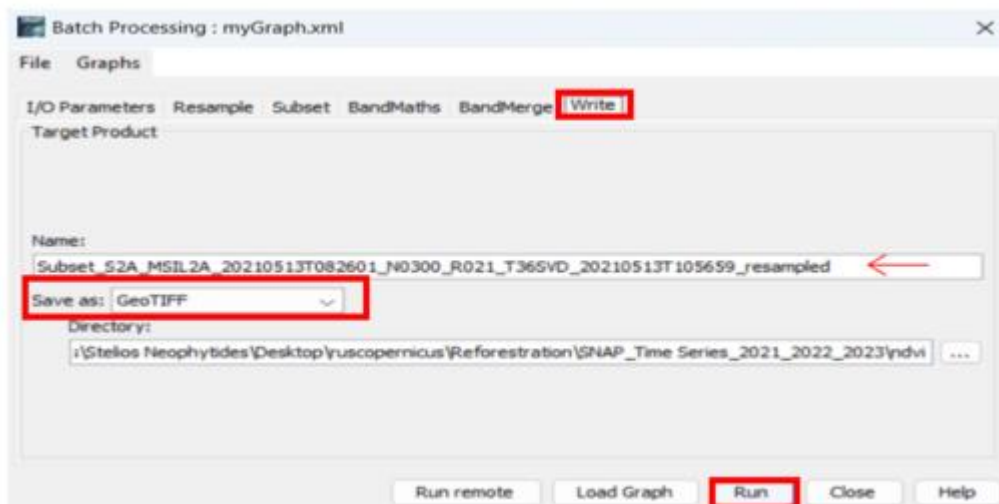 Batch Processing : myGraph.xml
File Graphs
I/O Parameters Resample Subset BandMaths BandMerge Write
Target Product
Name:
Subset_S2A_MSIL2A_20210513T082601_N0300_R021_T36SVD_20210513T105659_resampled
Save as: GeoTIFF
Directory:
:\Stelios Neophytides\Desktop\ruscopernicus\Reforestration\SNAP_Time Series_2021_2022_2023\ndvi ...
Run remote Load Graph Run Close Help